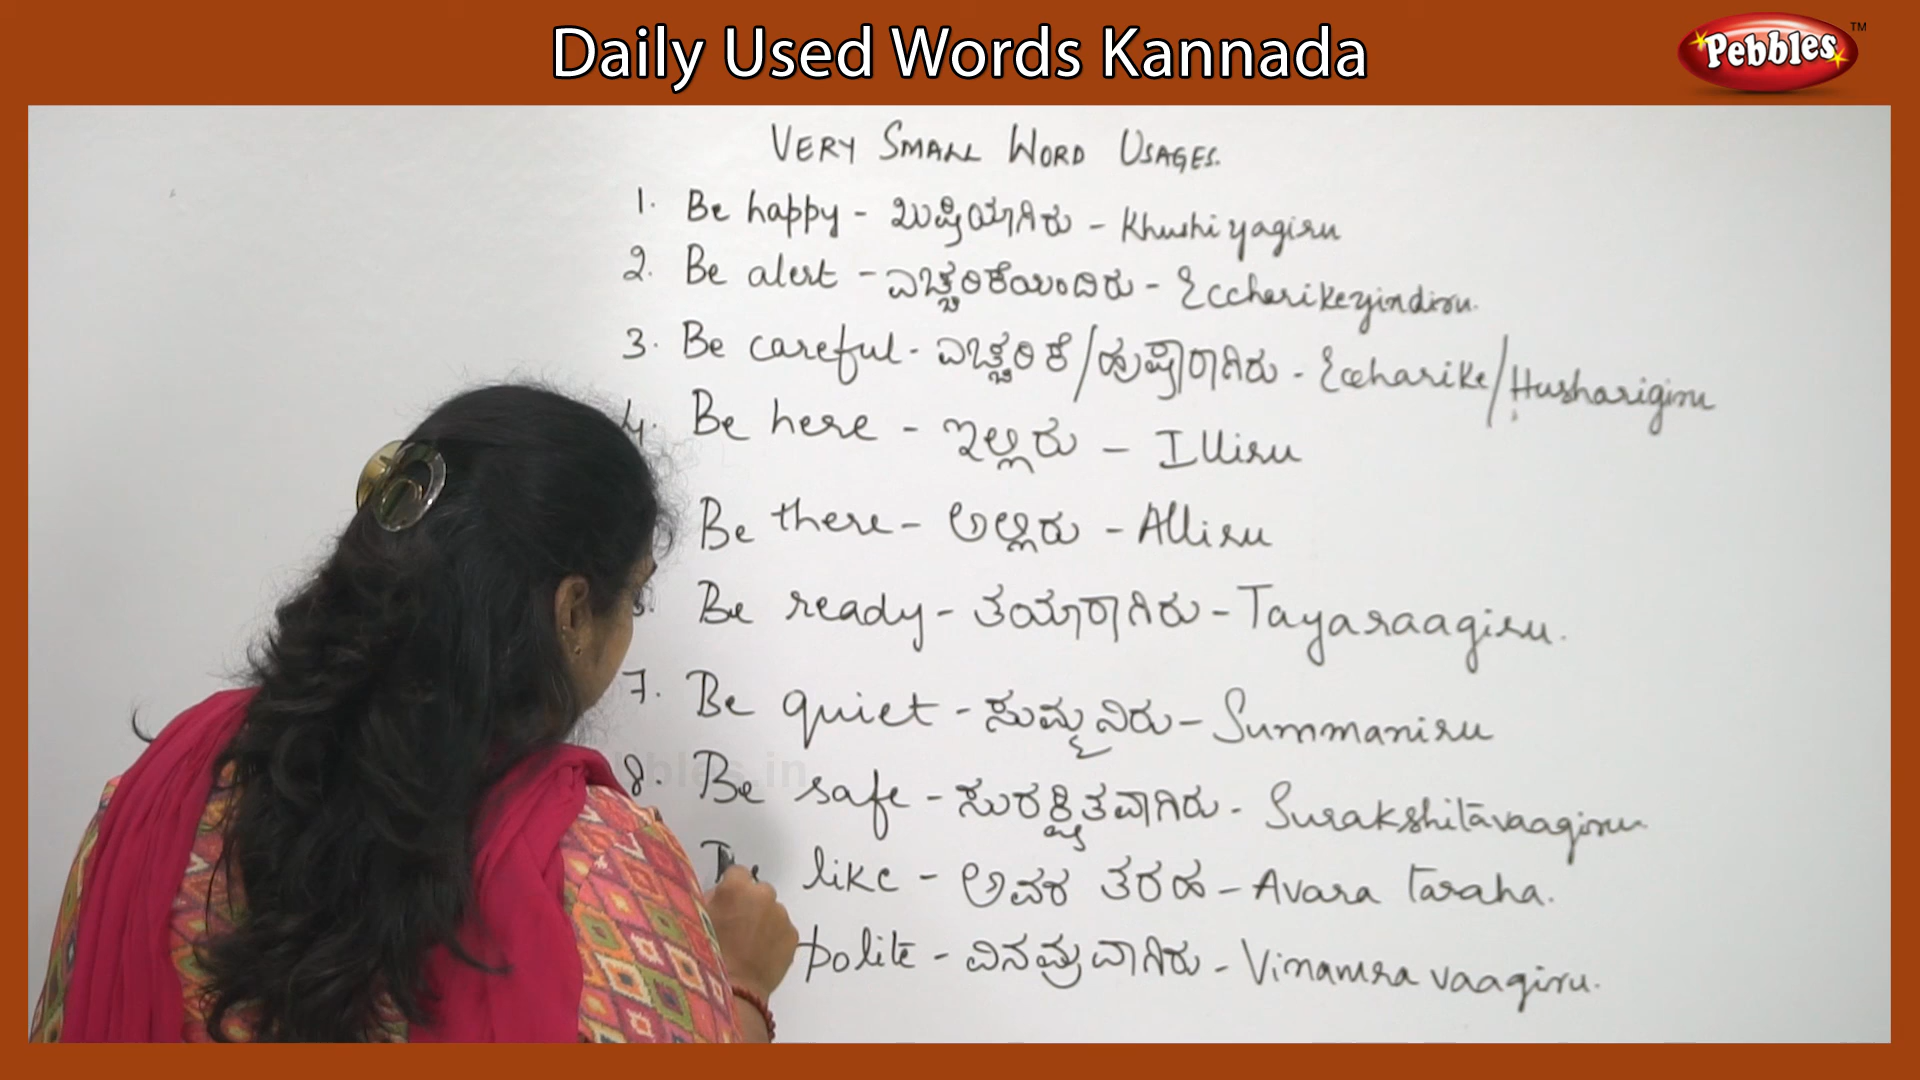 Daily Used Words Kannada
Pebbles™
VERY SMALL WORD USAGES.
1. Be happy - ಖುಷಿಯಾಗಿರು - Khushiyagiru
2. Be alert - ಎಚ್ಚರಿಕೆಯಿಂದಿರು - Eccharikeyindiru.
3. Be careful - ಎಚ್ಚರಿಕೆ/ಹುಷಾರಾಗಿರು - Eccharike/Husharigiru
4. Be here - ಇಲ್ಲಿರು - Illiru
Be there - ಅಲ್ಲಿರು - Alliru
Be ready - ತಯಾರಾಗಿರು - Tayaraagiru.
7. Be quiet - ಸುಮ್ಮನಿರು - Summaniru
8. Be safe - ಸುರಕ್ಷಿತವಾಗಿರು - Surakshitavaagiru.
Be like - ಅವರ ತರಹ - Avara taraha.
polite - ವಿನಮ್ರವಾಗಿರು - Vinamra vaagiru.